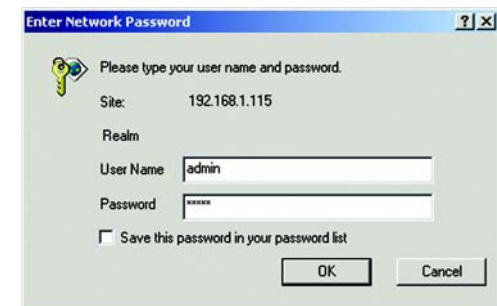 Enter Network Password ? ×
Please type your user name and password.
Site: 192.168.1.115
Realm
User Name admin
Password *****
Save this password in your password list
OK Cancel